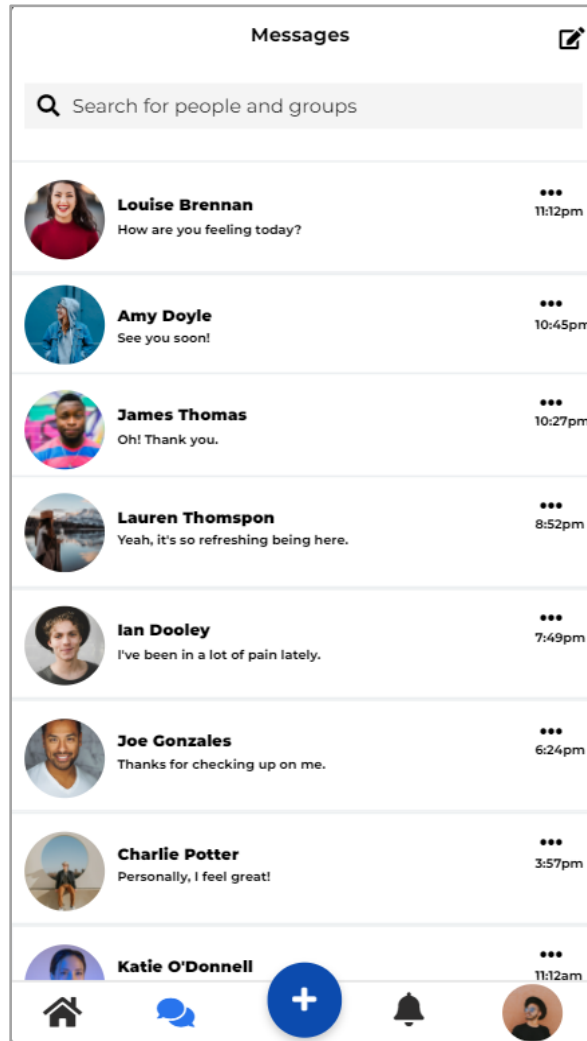 Messages
Search for people and groups
Louise Brennan
11:12pm
How are you feeling today?
Amy Doyle
10:45pm
See you soon!
James Thomas
10:27pm
Oh! Thank you.
Lauren Thomspon
8:52pm
Yeah, it's so refreshing being here.
Ian Dooley
7:49pm
I've been in a lot of pain lately.
Joe Gonzales
6:24pm
Thanks for checking up on me.
Charlie Potter
3:57pm
Personally, I feel great!
Katie O'Donnell
11:12am